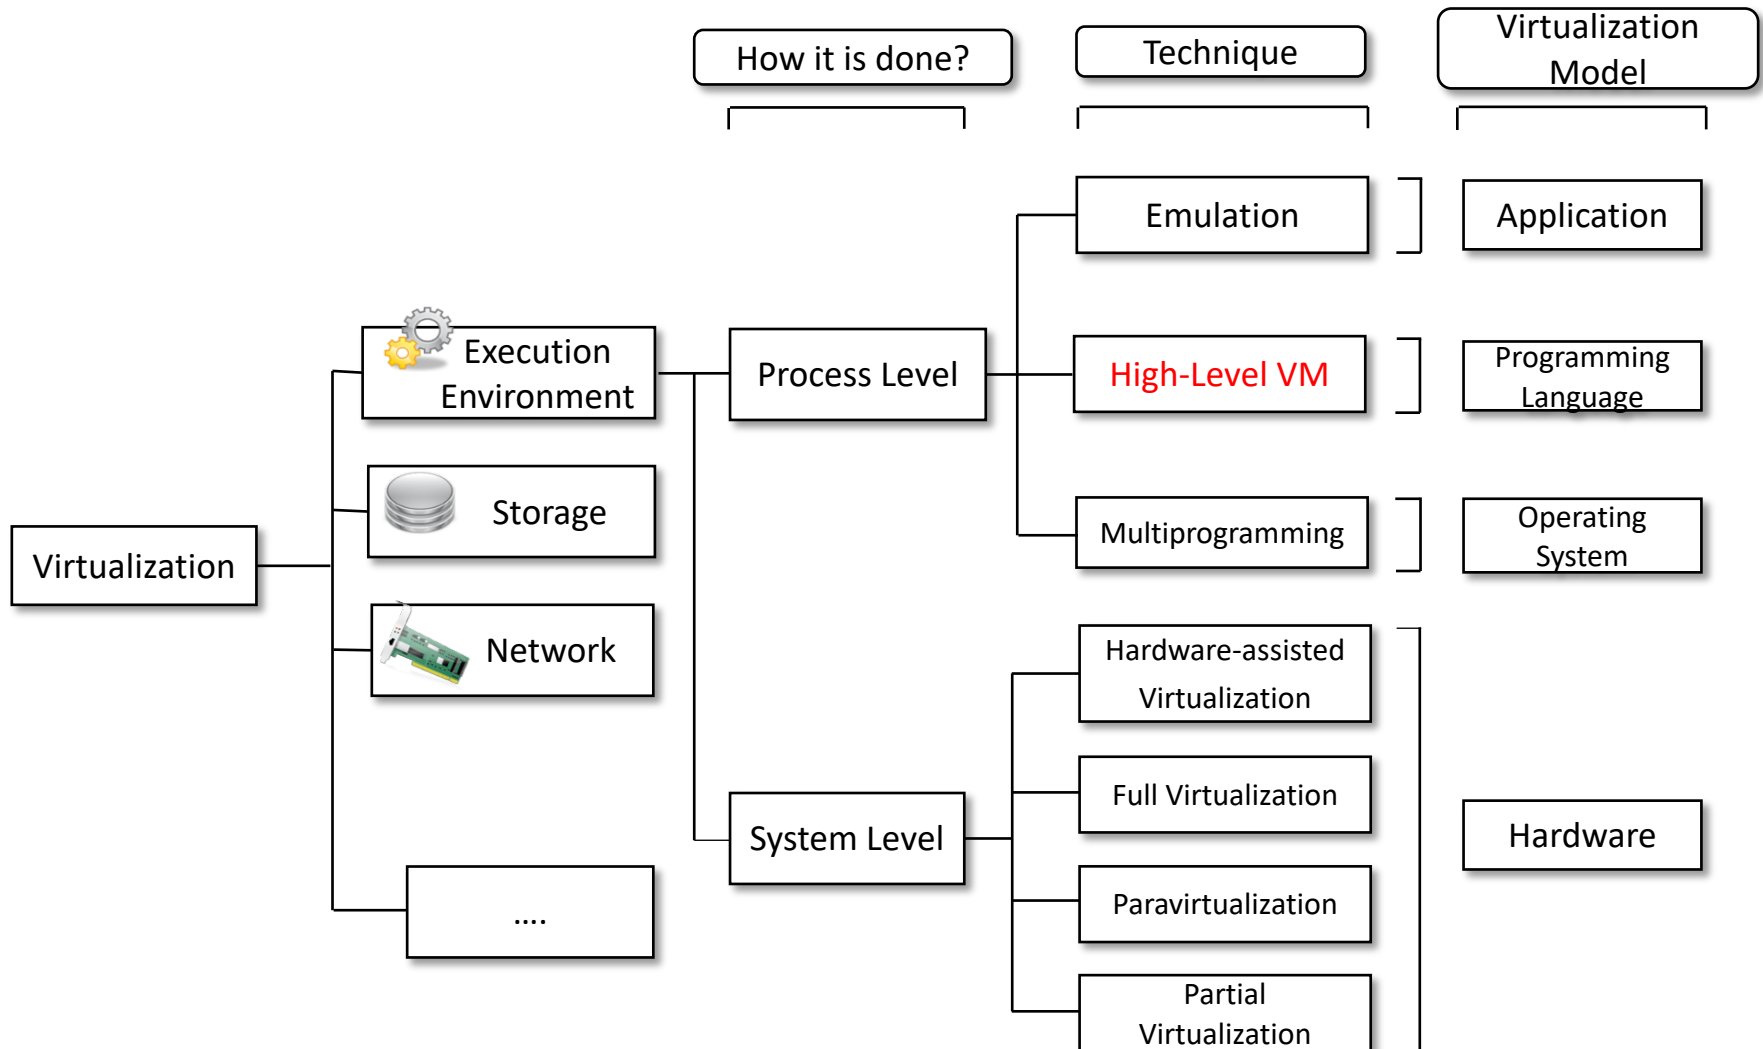 How it is done?
Technique
Virtualization
Model
Emulation
Application
Execution
Environment
Process Level
High-Level VM
Programming
Language
Storage
Multiprogramming
Operating
System
Virtualization
Network
Hardware-assisted
Virtualization
System Level
Full Virtualization
Hardware
Paravirtualization
....
Partial
Virtualization